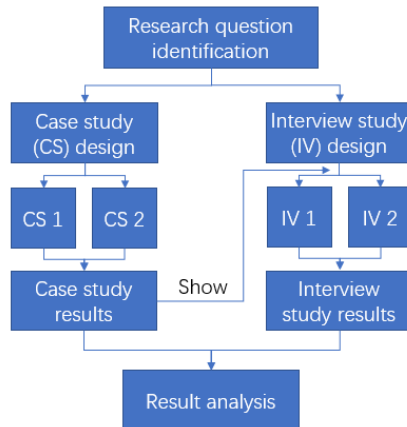 Research question
identification
Case study
(CS) design
Interview study
(IV) design
CS 1
CS 2
IV 1
IV 2
Case study
results
Show
Interview
study results
Result analysis